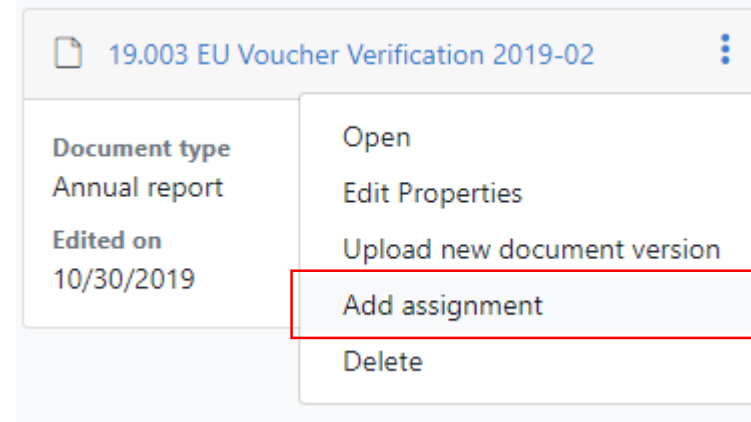 19.003 EU Voucher Verification 2019-02
Document type
Annual report
Edited on
10/30/2019
Open
Edit Properties
Upload new document version
Add assignment
Delete